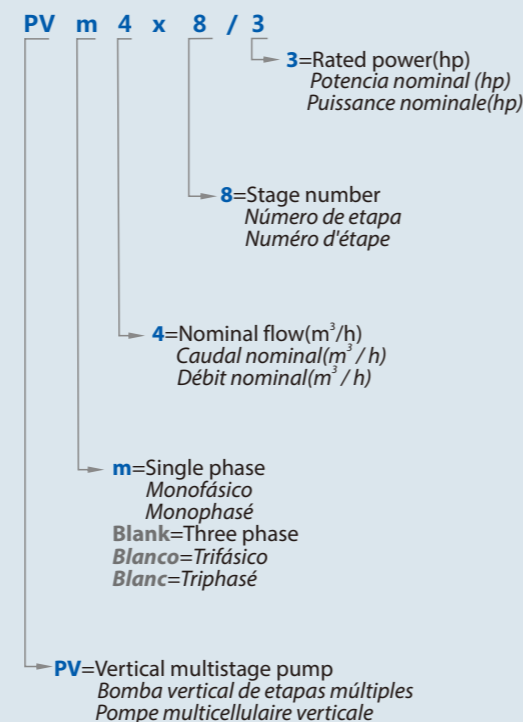 PV m 4 x 8 / 3
3=Rated power(hp)
Potencia nominal (hp)
Puissance nominale(hp)
8=Stage number
Número de etapa
Numéro d'étape
4=Nominal flow(m³/h)
Caudal nominal(m³ / h)
Débit nominal(m³ / h)
m=Single phase
Monofásico
Monophasé
Blank=Three phase
Blanco=Trifásico
Blanc=Triphasé
PV=Vertical multistage pump
Bomba vertical de etapas múltiples
Pompe multicellulaire verticale